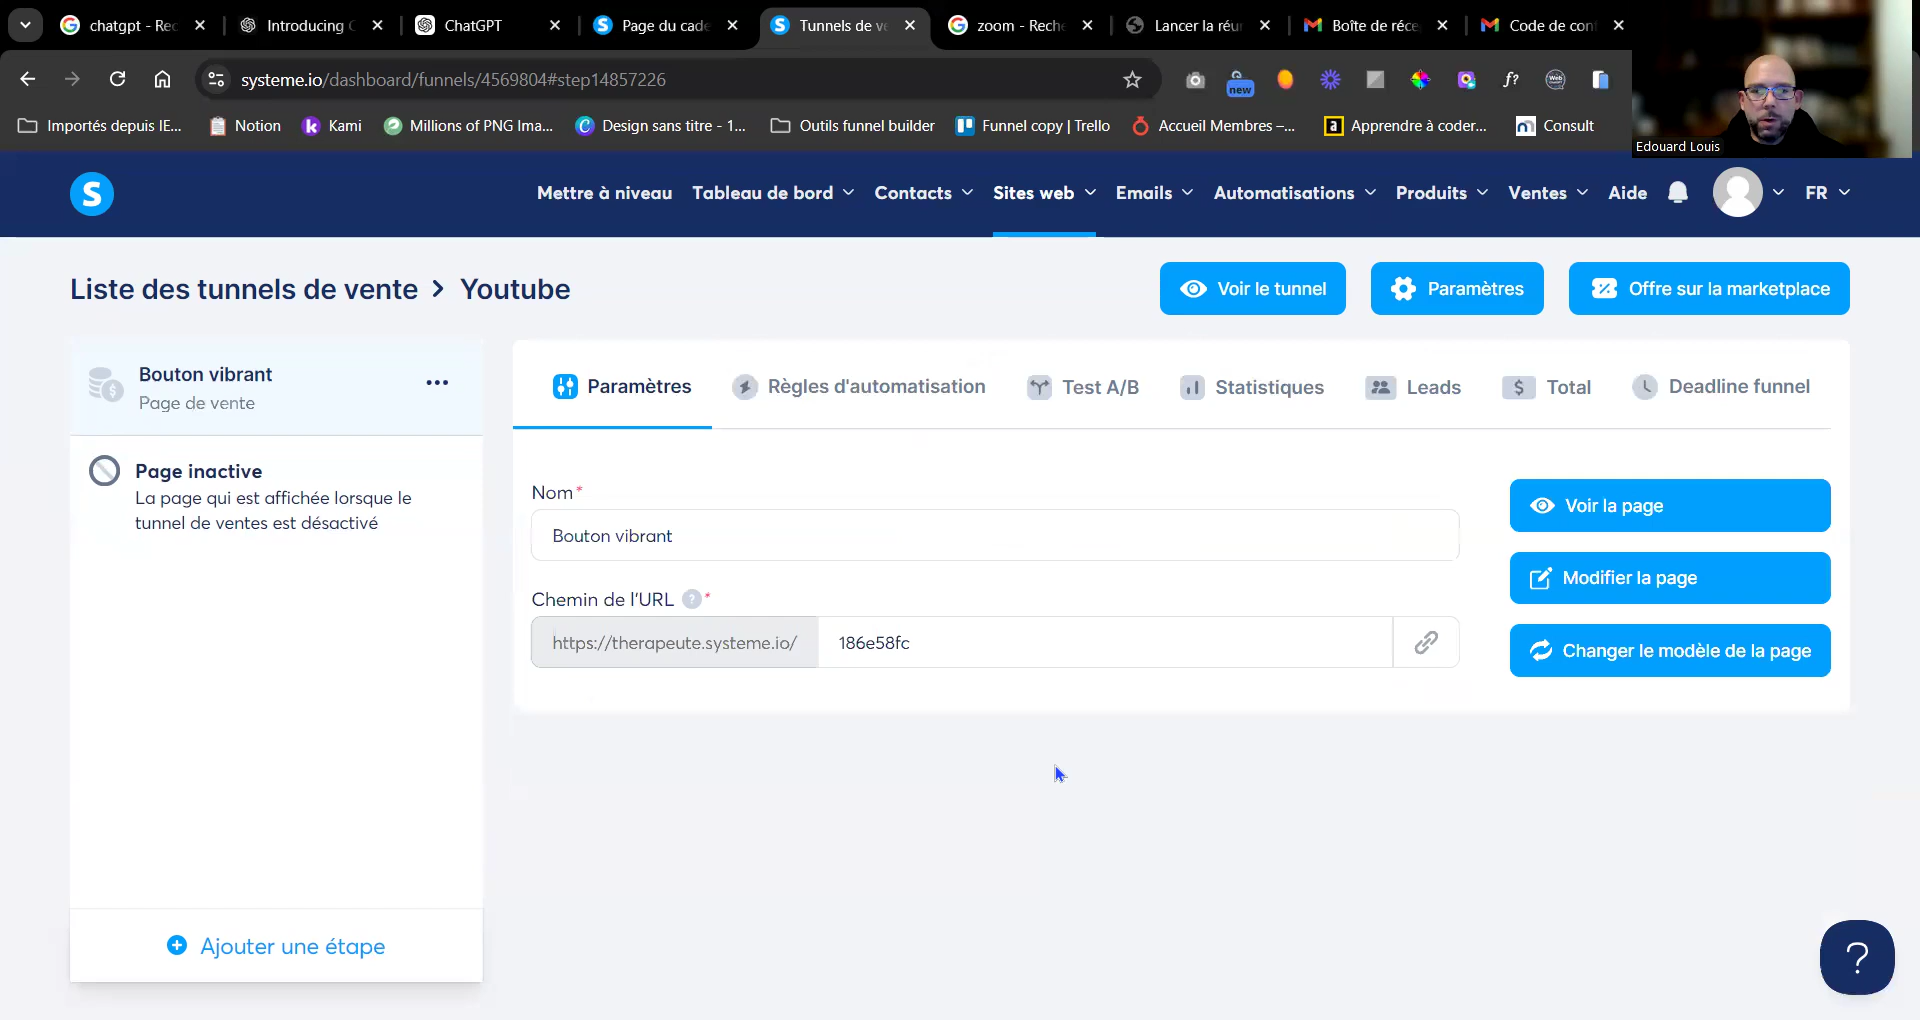 chatgpt - Rec
Introducing C
ChatGPT
Page du cade
Tunnels de ve
zoom - Reche
Lancer la réun
Boîte de réce
Code de conf
systeme.io/dashboard/funnels/4569804#step14857226
new
f?
Importés depuis IE...
Notion
Kami
Millions of PNG Ima...
Design sans titre - 1...
Outils funnel builder
Funnel copy | Trello
Accueil Membres –...
Apprendre à coder...
Consult
Edouard Louis
Mettre à niveau
Tableau de bord
Contacts
Sites web
Emails
Automatisations
Produits
Ventes
Aide
FR
Liste des tunnels de vente > Youtube
Voir le tunnel
Paramètres
Offre sur la marketplace
Bouton vibrant
Page de vente
Page inactive
La page qui est affichée lorsque le
tunnel de ventes est désactivé
Ajouter une étape
Paramètres
Règles d'automatisation
Test A/B
Statistiques
Leads
Total
Deadline funnel
Nom*
Bouton vibrant
Chemin de l'URL ? *
https://therapeute.systeme.io/
186e58fc
Voir la page
Modifier la page
Changer le modèle de la page
?